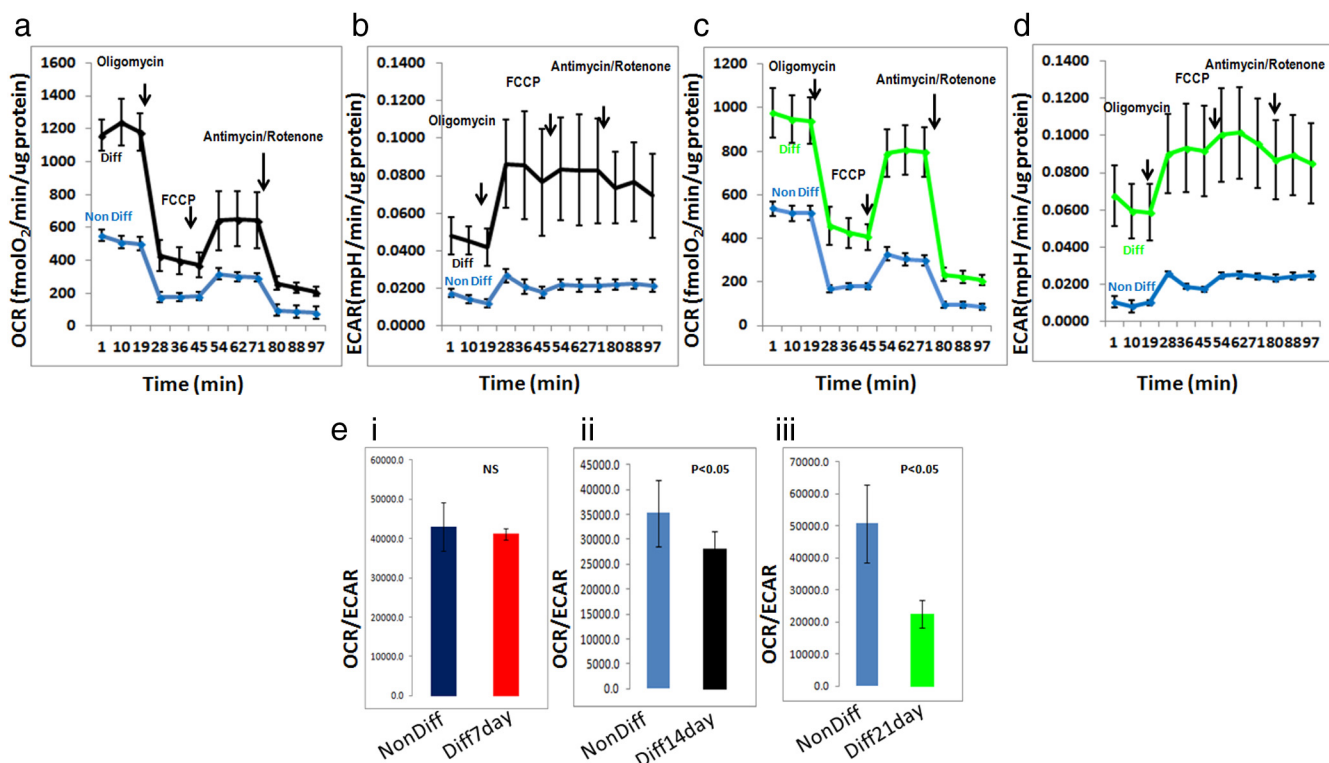 a
OCR (fmolO2/min/ug protein)
1600
1400
1200
1000
800
600
400
200
0
Oligomycin
Antimycin/Rotenone
Diff
FCCP
Non Diff
1 10 19 28 36 45 54 62 71 80 88 97
Time (min)
b
ECAR(mpH/min/ug protein)
0.1400
0.1200
0.1000
0.0800
0.0600
0.0400
0.0200
0.0000
Antimycin/Rotenone
FCCP
Oligomycin
Diff
Non Diff
1 10 19 28 36 45 54 62 71 80 88 97
Time (min)
c
OCR (fmolO2/min/ug protein)
1200
1000
800
600
400
200
0
Oligomycin
Antimycin/Rotenone
Diff
FCCP
Non Diff
1 10 19 28 36 45 54 62 71 80 88 97
Time (min)
d
ECAR(mpH/min/ug protein)
0.1400
0.1200
0.1000
0.0800
0.0600
0.0400
0.0200
0.0000
Antimycin/Rotenone
FCCP
Oligomycin
Diff
Non Diff
1 10 19 28 36 45 54 62 71 80 88 97
Time (min)
e
i
OCR/ECAR
60000.0
50000.0
40000.0
30000.0
20000.0
10000.0
0.0
NS
NonDiff
Diff7day
ii
OCR/ECAR
45000.0
40000.0
35000.0
30000.0
25000.0
20000.0
15000.0
10000.0
5000.0
0.0
P<0.05
NonDiff
Diff14day
iii
OCR/ECAR
70000.0
60000.0
50000.0
40000.0
30000.0
20000.0
10000.0
0.0
P<0.05
NonDiff
Diff21day